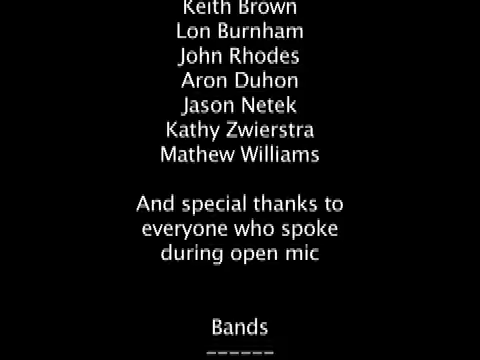 Keith Brown
Lon Burnham
John Rhodes
Aron Duhon
Jason Netek
Kathy Zwierstra
Mathew Williams
And special thanks to
everyone who spoke
during open mic
Bands
------